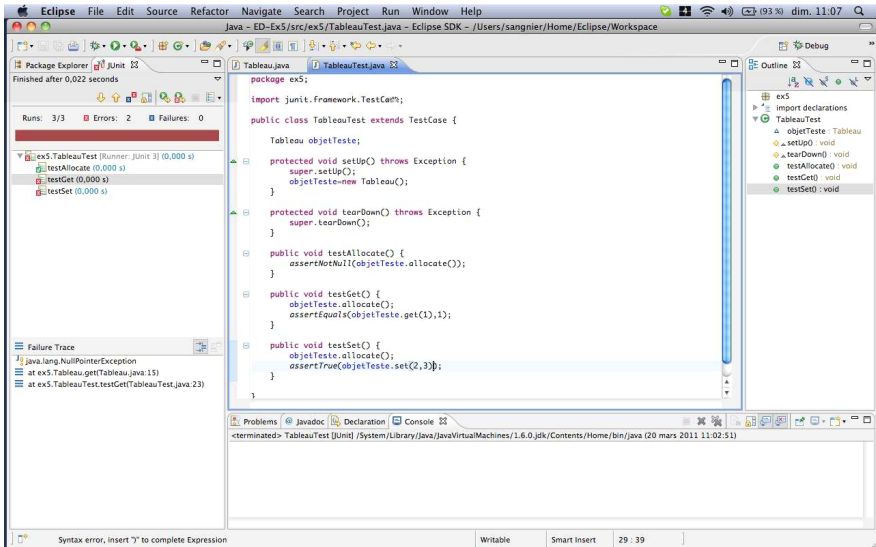 Eclipse File Edit Source Refactor Navigate Search Project Run Window Help (93 %) dim. 11:07
Java – ED-Ex5/src/ex5/TableauTest.java – Eclipse SDK – /Users/sangnier/Home/Eclipse/Workspace
Debug
Package Explorer JUnit
Finished after 0,022 seconds
Runs: 3/3 Errors: 2 Failures: 0
ex5.TableauTest [Runner: JUnit 3] (0,000 s)
testAllocate (0,000 s)
testGet (0,000 s)
testSet (0,000 s)
Failure Trace
java.lang.NullPointerException
at ex5.Tableau.get(Tableau.java:15)
at ex5.TableauTest.testGet(TableauTest.java:23)
Tableau.java TableauTest.java
package ex5;
import junit.framework.TestCase;
public class TableauTest extends TestCase {
Tableau objetTeste;
protected void setUp() throws Exception {
super.setUp();
objetTeste=new Tableau();
}
protected void tearDown() throws Exception {
super.tearDown();
}
public void testAllocate() {
assertNotNull(objetTeste.allocate());
}
public void testGet() {
objetTeste.allocate();
assertEquals(objetTeste.get(1),1);
}
public void testSet() {
objetTeste.allocate();
assertTrue(objetTeste.set(2,3));
}
}
Outline
ex5
import declarations
TableauTest
objetTeste : Tableau
setUp() : void
tearDown() : void
testAllocate() : void
testGet() : void
testSet() : void
Problems Javadoc Declaration Console
<terminated> TableauTest [JUnit] /System/Library/Java/JavaVirtualMachines/1.6.0.jdk/Contents/Home/bin/java (20 mars 2011 11:02:51)
Syntax error, insert ")" to complete Expression Writable Smart Insert 29 : 39